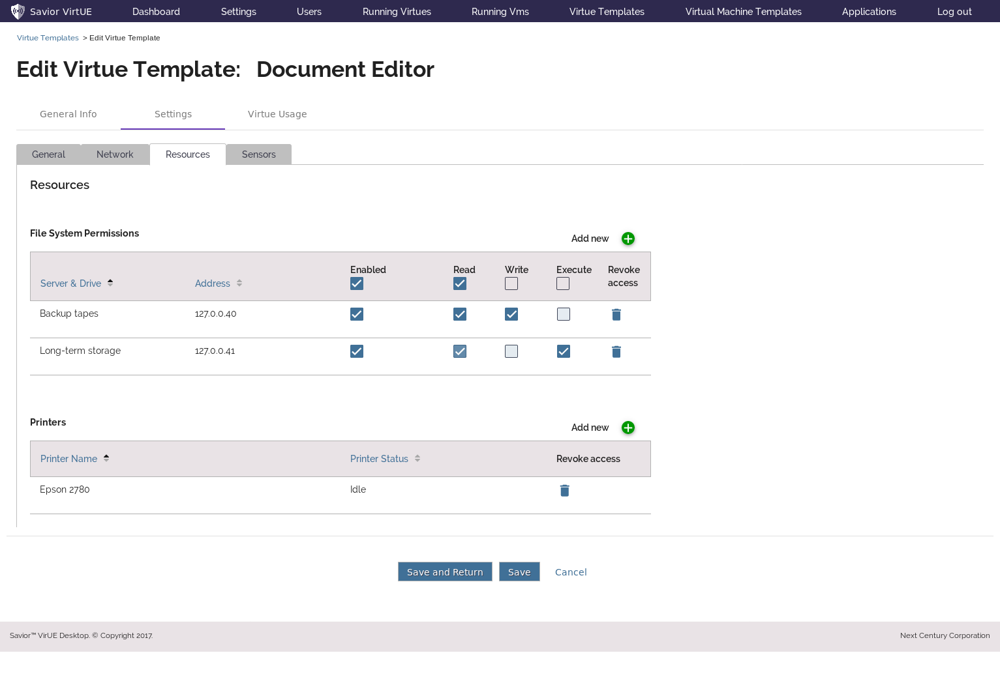 Savior VirtUE Dashboard Settings Users Running Virtues Running Vms Virtue Templates Virtual Machine Templates Applications Log out
Virtue Templates > Edit Virtue Template
Edit Virtue Template: Document Editor
General Info Settings Virtue Usage
General Network Resources Sensors
Resources
File System Permissions
Add new
Server & Drive Address Enabled Read Write Execute Revoke access
Backup tapes 127.0.0.40
Long-term storage 127.0.0.41
Printers
Add new
Printer Name Printer Status Revoke access
Epson 2780 Idle
Save and Return Save Cancel
Savior™ VirUE Desktop. © Copyright 2017. Next Century Corporation